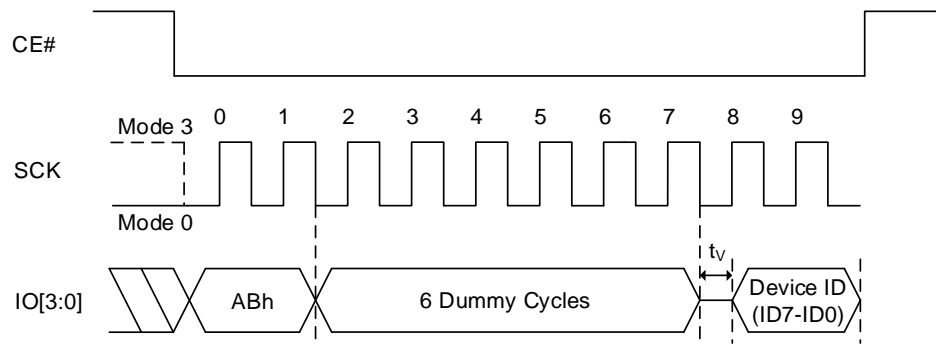 CE#
0 1 2 3 4 5 6 7 8 9
Mode 3
SCK
Mode 0
tV
IO[3:0]
ABh
6 Dummy Cycles
Device ID
(ID7-ID0)